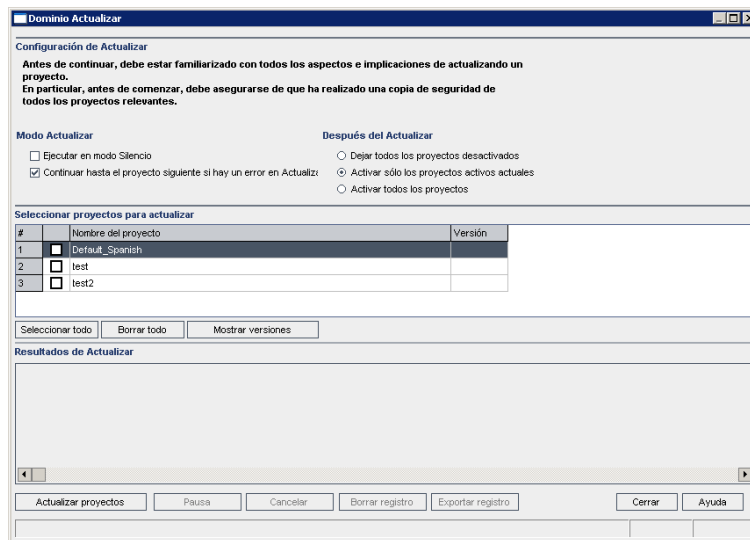 Dominio Actualizar
Configuración de Actualizar
Antes de continuar, debe estar familiarizado con todos los aspectos e implicaciones de actualizando un
proyecto.
En particular, antes de comenzar, debe asegurarse de que ha realizado una copia de seguridad de
todos los proyectos relevantes.
Modo Actualizar
Después del Actualizar
Ejecutar en modo Silencio
Dejar todos los proyectos desactivados
Continuar hasta el proyecto siguiente si hay un error en Actualiza
Activar sólo los proyectos activos actuales
Activar todos los proyectos
Seleccionar proyectos para actualizar
# Nombre del proyecto Versión
1 Default_Spanish
2 test
3 test2
Seleccionar todo Borrar todo Mostrar versiones
Resultados de Actualizar
Actualizar proyectos Pausa Cancelar Borrar registro Exportar registro Cerrar Ayuda